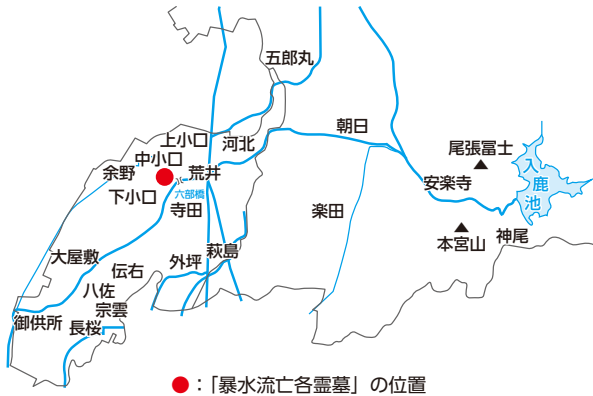 五郎丸
朝日
上小口
河北
尾張冨士
中小口
余野
荒井
入鹿池
安楽寺
下小口
六部橋
寺田
楽田
神尾
本宮山
萩島
大屋敷
外坪
伝右
八佐
宗雲
御供所
長桜
●：「暴水流亡各霊墓」の位置